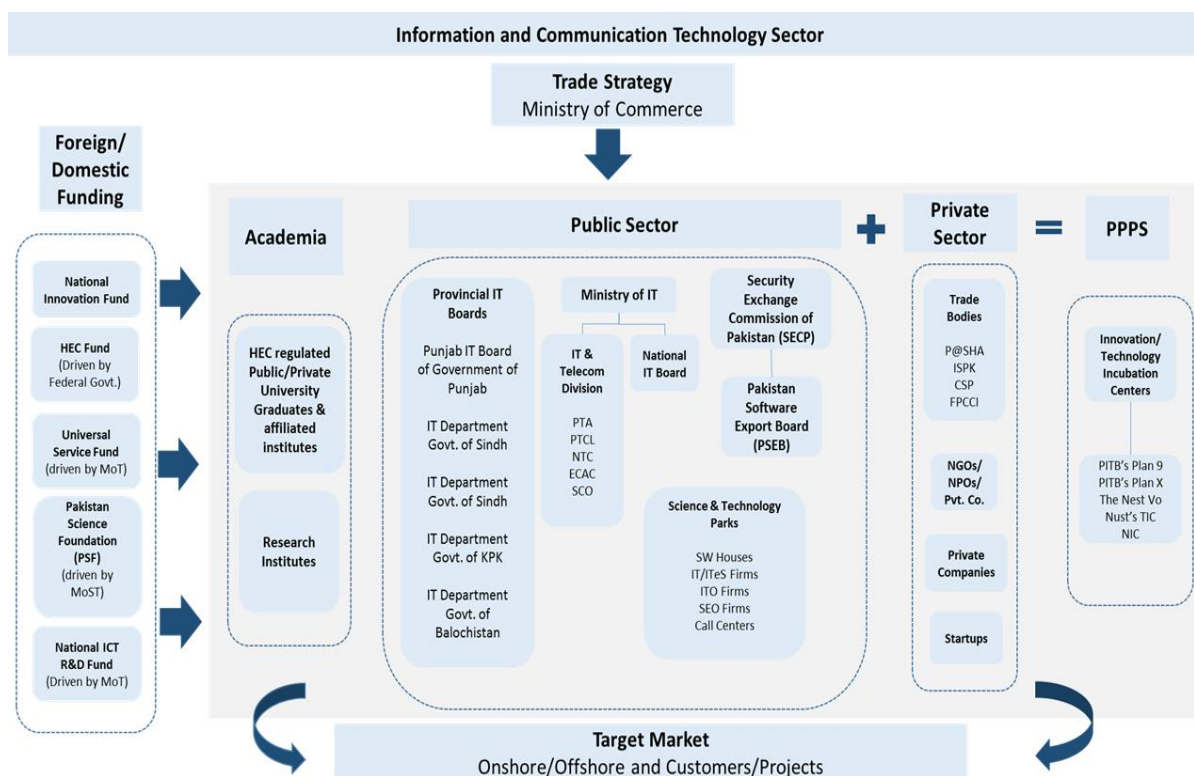 Information and Communication Technology Sector
Trade Strategy
Ministry of Commerce
Foreign/
Domestic
Funding
National
Innovation Fund
HEC Fund
(Driven by
Federal Govt.)
Universal
Service Fund
(driven by MoT)
Pakistan
Science
Foundation
(PSF)
(driven by
MoST)
National ICT
R&D Fund
(Driven by MoT)
Academia
HEC regulated
Public/Private
University
Graduates &
affiliated
institutes
Research
Institutes
Public Sector
Provincial IT
Boards
Punjab IT Board
of Government of
Punjab
IT Department
Govt. of Sindh
IT Department
Govt. of Sindh
IT Department
Govt. of KPK
IT Department
Govt. of
Balochistan
Ministry of IT
IT &
Telecom
Division
PTA
PTCL
NTC
ECAC
SCO
National
IT Board
Security
Exchange
Commission of
Pakistan (SECP)
Pakistan
Software
Export Board
(PSEB)
Science & Technology
Parks
SW Houses
IT/ITeS Firms
ITO Firms
SEO Firms
Call Centers
+
Private
Sector
Trade
Bodies
P@SHA
ISPK
CSP
FPCCI
NGOs/
NPOs/
Pvt. Co.
Private
Companies
Startups
=
PPPS
Innovation/
Technology
Incubation
Centers
PITB's Plan 9
PITB's Plan X
The Nest Vo
Nust's TIC
NIC
Target Market
Onshore/Offshore and Customers/Projects